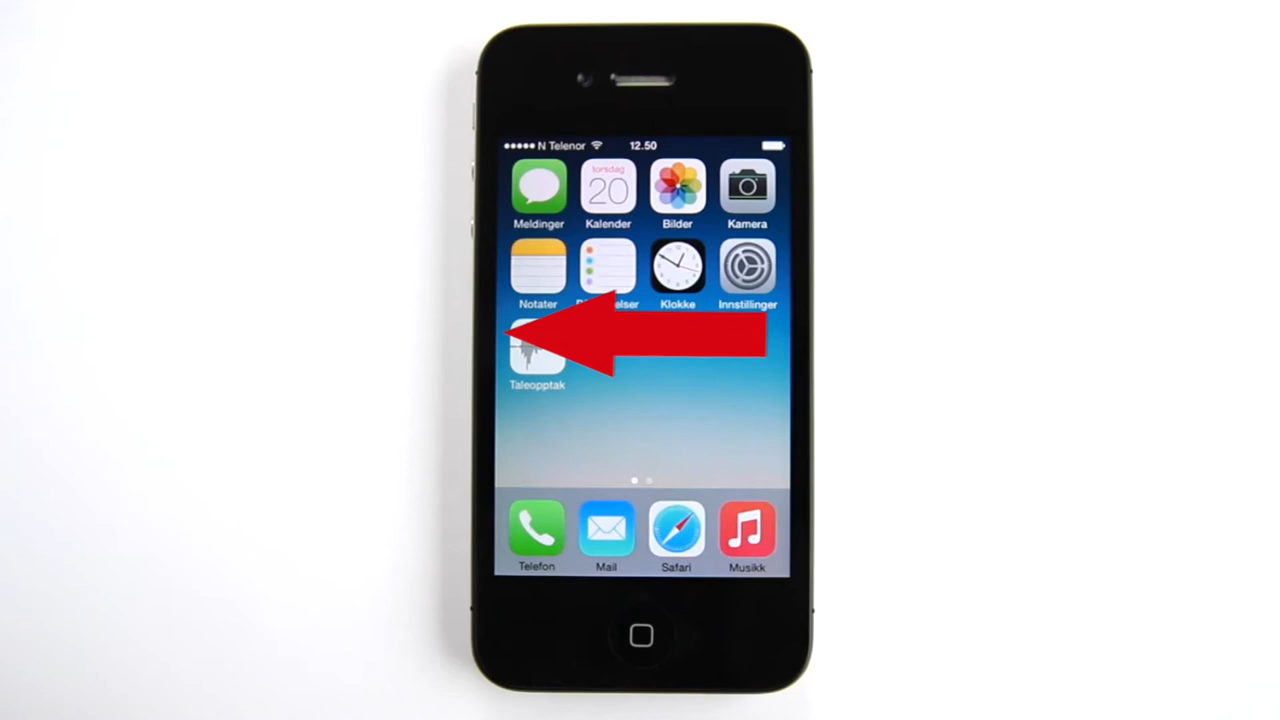 N Telenor 12.50
torsdag
20
Meldinger Kalender Bilder Kamera
Notater Klokke Innstillinger
Taleopptak
Telefon Mail Safari Musikk